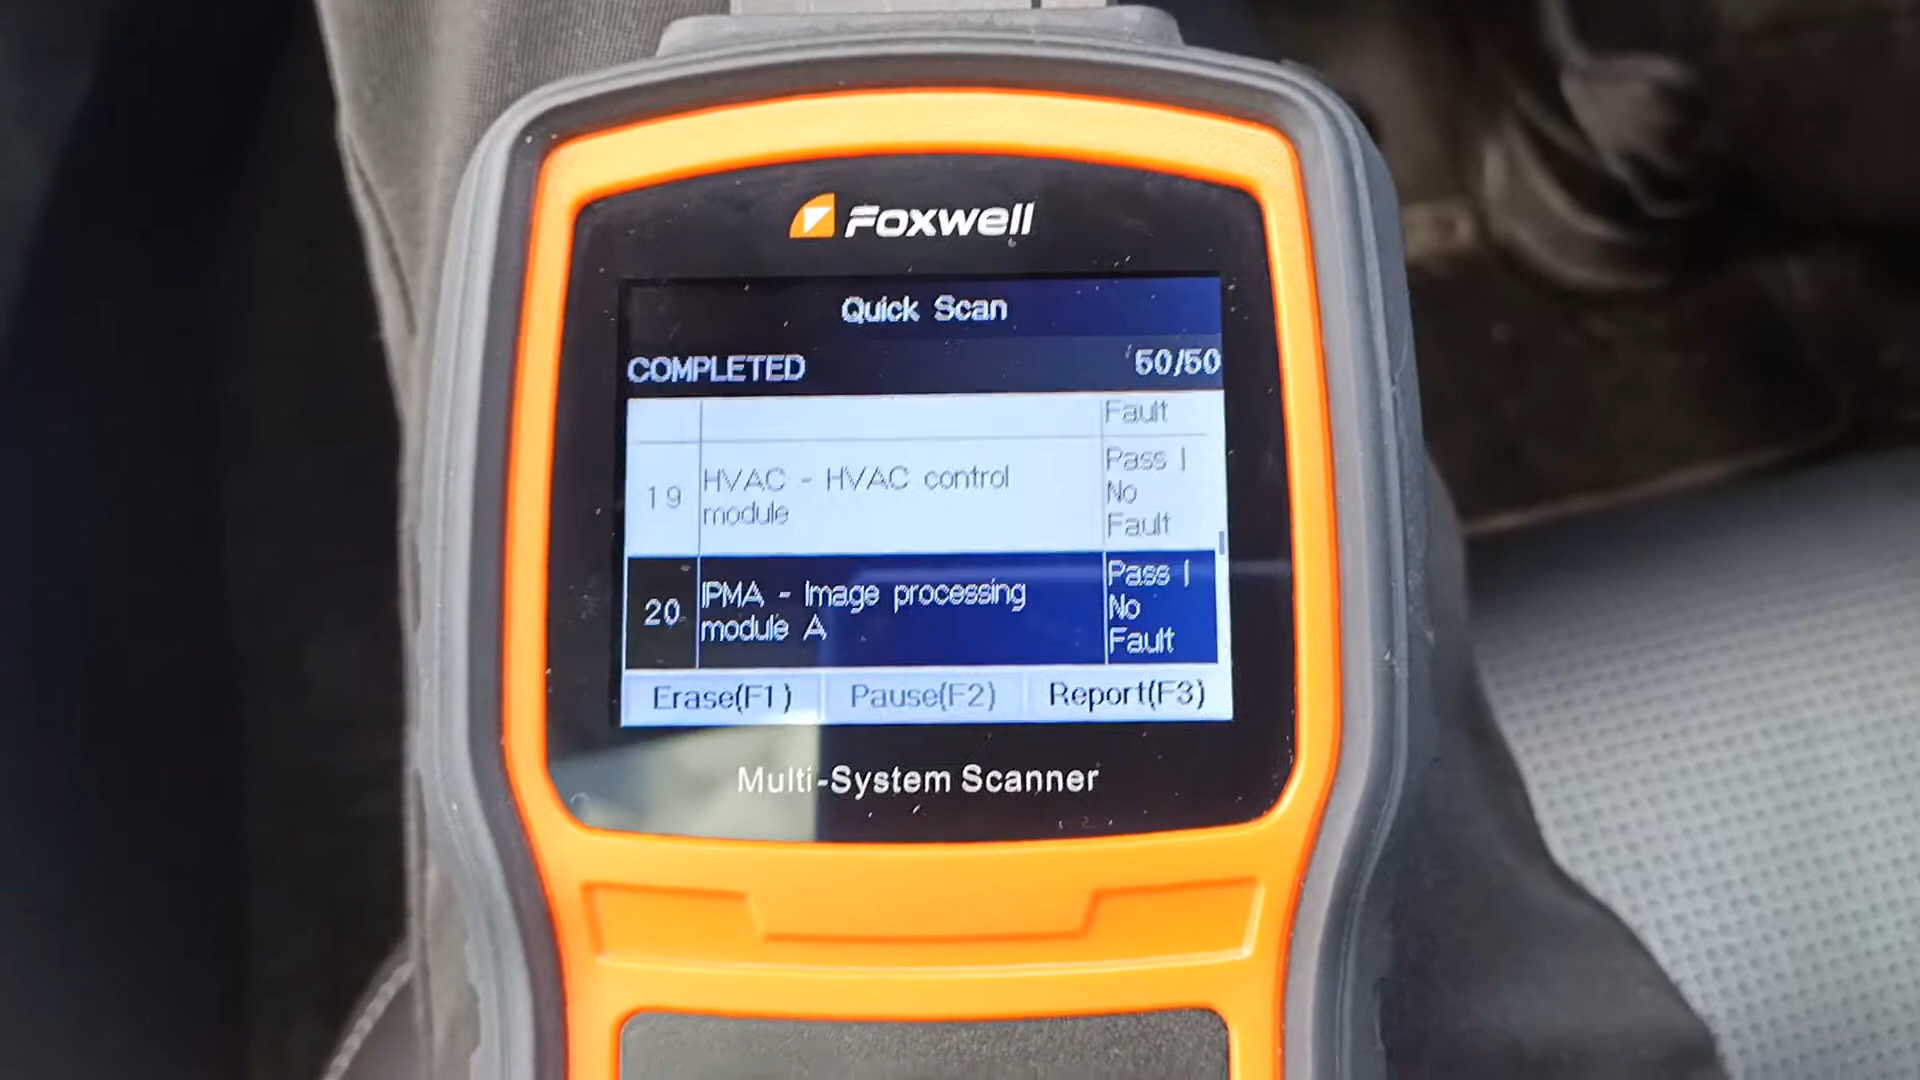 Foxwell
Quick Scan
COMPLETED 50/50
Fault
19 HVAC - HVAC control module Pass | No Fault
20 IPMA - Image processing module A Pass | No Fault
Erase(F1) Pause(F2) Report(F3)
Multi-System Scanner